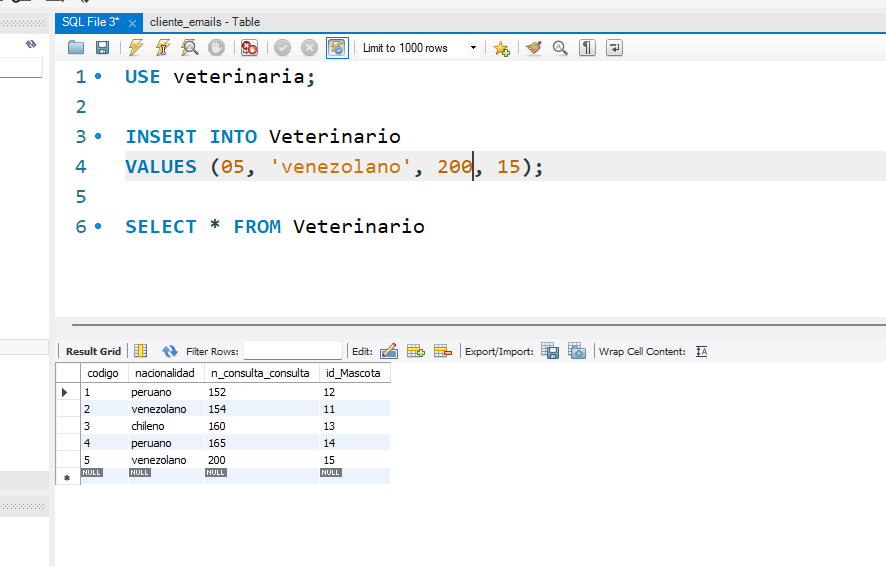 SQL File 3* × cliente_emails - Table
Limit to 1000 rows
1 USE veterinaria;
2
3 INSERT INTO Veterinario
4 VALUES (05, 'venezolano', 200, 15);
5
6 SELECT * FROM Veterinario
Result Grid Filter Rows: Edit: Export/Import: Wrap Cell Content: IA
codigo nacionalidad n_consulta_consulta id_Mascota
1 peruano 152 12
2 venezolano 154 11
3 chileno 160 13
4 peruano 165 14
5 venezolano 200 15
NULL NULL NULL NULL